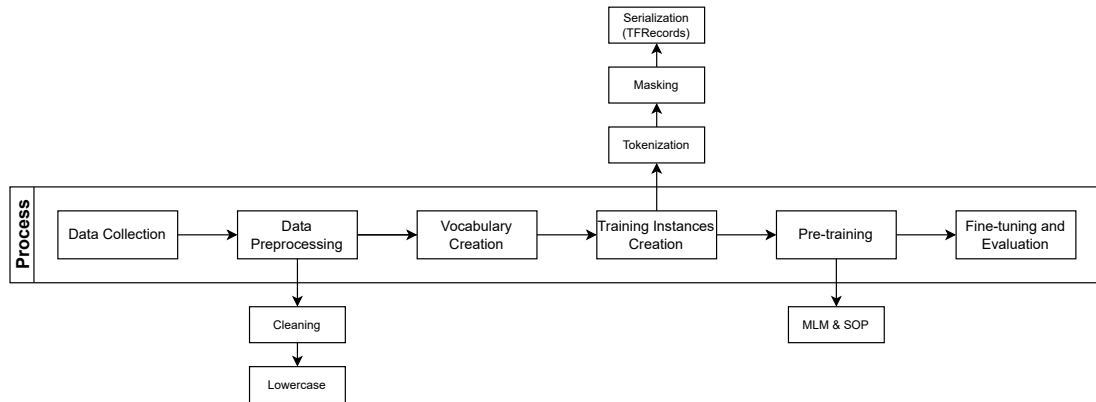 Serialization
(TFRecords)
Masking
Tokenization
Process
Data Collection
Data
Preprocessing
Vocabulary
Creation
Training Instances
Creation
Pre-training
Fine-tuning and
Evaluation
Cleaning
MLM & SOP
Lowercase